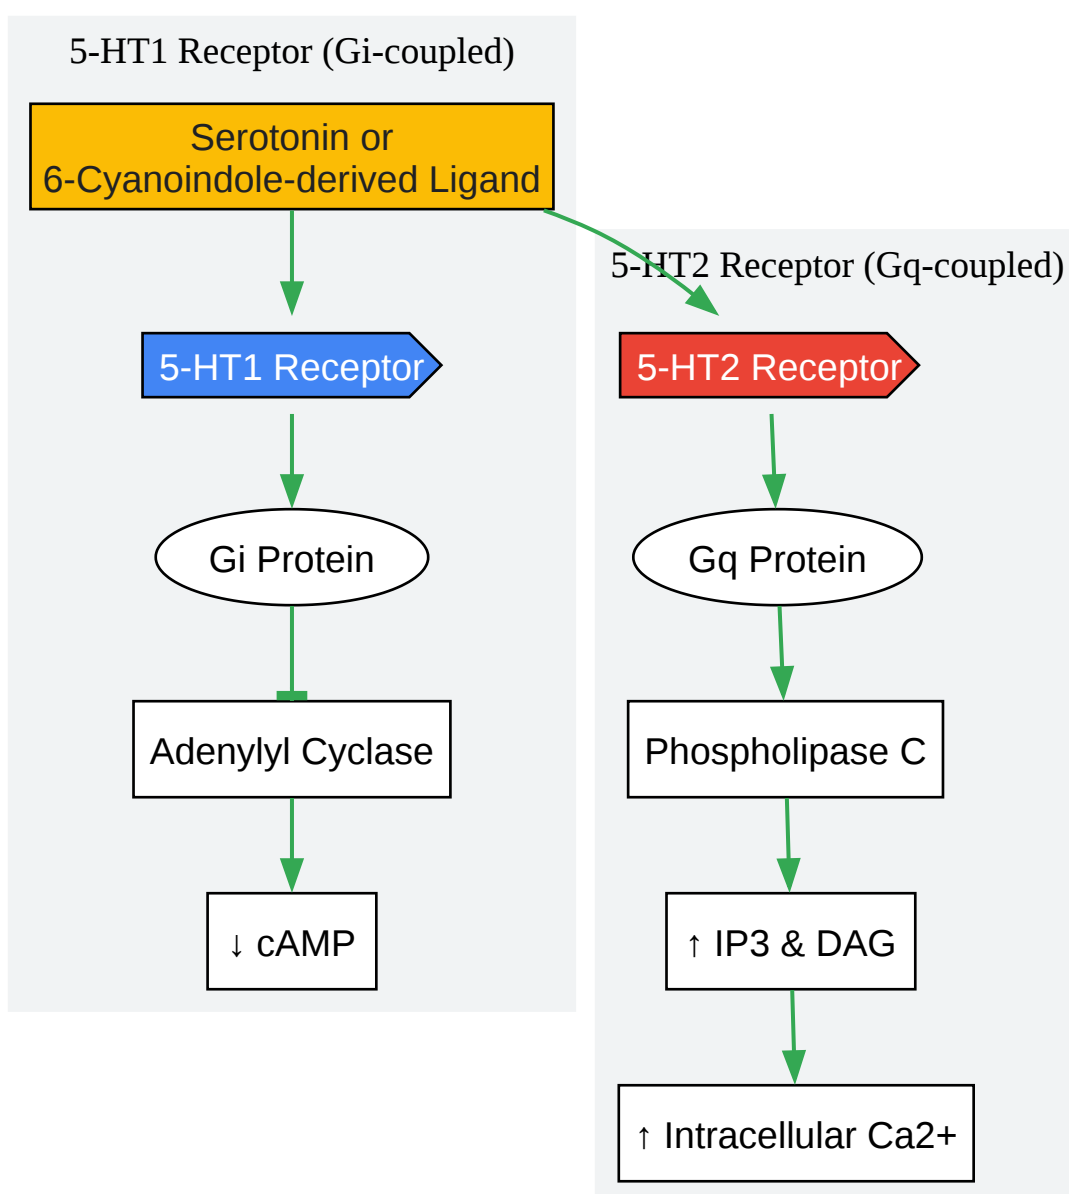 5-HT1 Receptor (Gi-coupled)
Serotonin or
6-Cyanoindole-derived Ligand
5-HT1 Receptor
Gi Protein
Adenylyl Cyclase
↓ cAMP
5-HT2 Receptor (Gq-coupled)
5-HT2 Receptor
Gq Protein
Phospholipase C
↑ IP3 & DAG
↑ Intracellular Ca2+